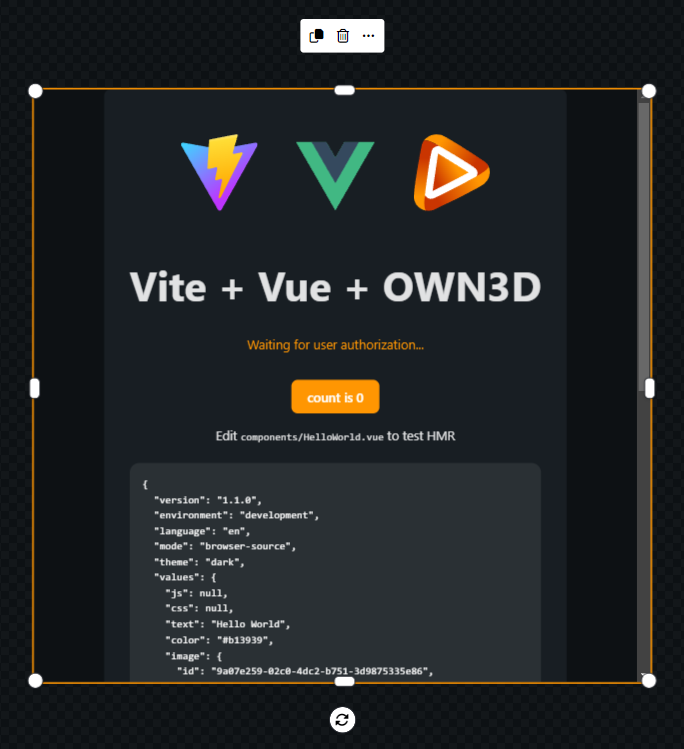 Vite + Vue + OWN3D
Waiting for user authorization...
count is 0
Edit components/HelloWorld.vue to test HMR
{
"version": "1.1.0",
"environment": "development",
"language": "en",
"mode": "browser-source",
"theme": "dark",
"values": {
"js": null,
"css": null,
"text": "Hello World",
"color": "#b13939",
"image": {
"id": "9a07e259-02c0-4dc2-b751-3d9875335e86",